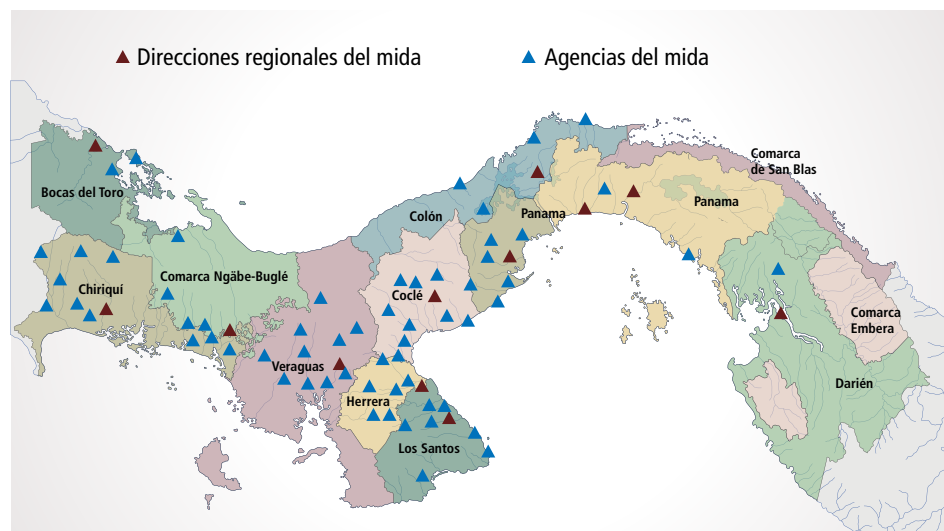 Direcciones regionales del mida
Agencias del mida
Comarca
de San Blas
Bocas del Toro
Panama
Panama
Colón
Comarca Ngäbe-Buglé
Chiriquí
Coclé
Comarca
Embera
Veraguas
Darién
Herrera
Los Santos